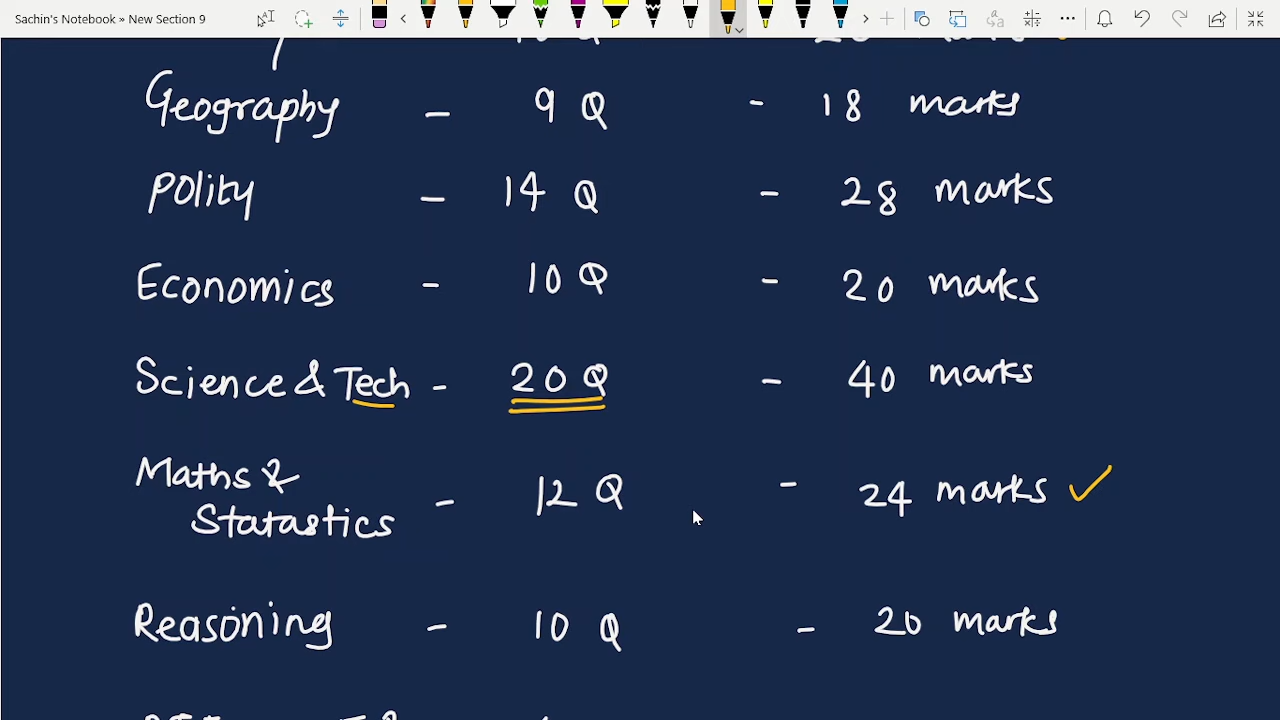 Sachin's Notebook » New Section 9
Geography - 9 Q - 18 marks
Polity - 14 Q - 28 marks
Economics - 10 Q - 20 marks
Science & Tech - 20 Q - 40 marks
Maths &
Statastics - 12 Q - 24 marks ✓
Reasoning - 10 Q - 20 marks